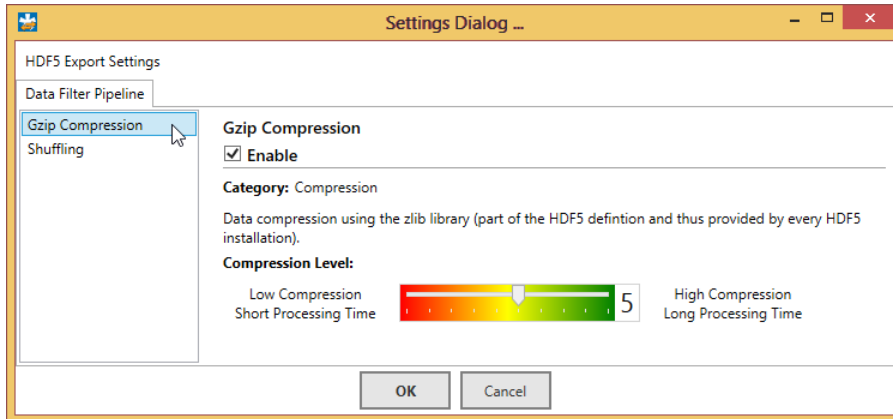 Settings Dialog ...
HDF5 Export Settings
Data Filter Pipeline
Gzip Compression
Shuffling
Gzip Compression
Enable
Category: Compression
Data compression using the zlib library (part of the HDF5 defintion and thus provided by every HDF5
installation).
Compression Level:
Low Compression
Short Processing Time
5
High Compression
Long Processing Time
OK
Cancel